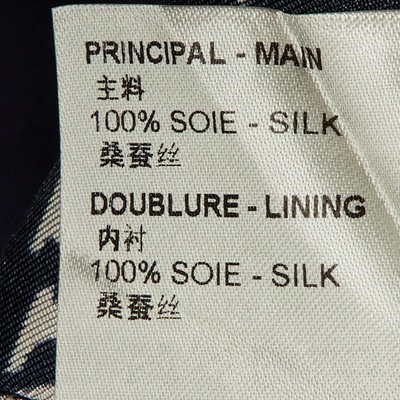 PRINCIPAL - MAIN
主料
100% SOIE - SILK
桑蚕丝
DOUBLURE - LINING
内衬
100% SOIE - SILK
桑蚕丝